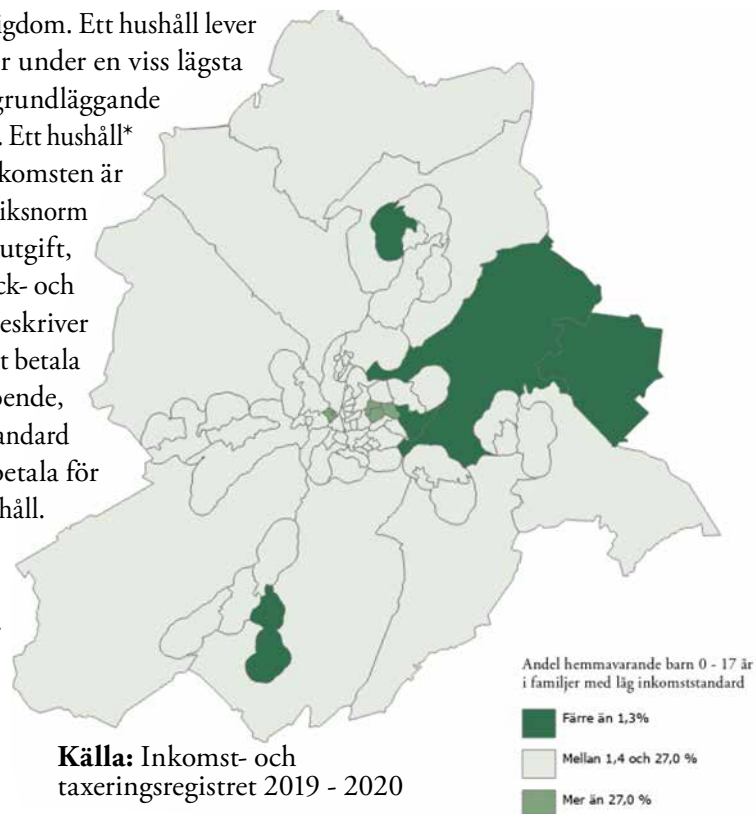 igdom. Ett hushåll lever
r under en viss lägsta
grundläggande
. Ett hushåll*
komsten är
iksnorm
utgift,
ck- och
eskriver
t betala
ende,
andard
betala för
håll.
.
Källa: Inkomst- och
taxeringsregistret 2019 - 2020
Andel hemmavarande barn 0 - 17 år
i familjer med låg inkomststandard
Färre än 1,3%
Mellan 1,4 och 27,0 %
Mer än 27,0 %